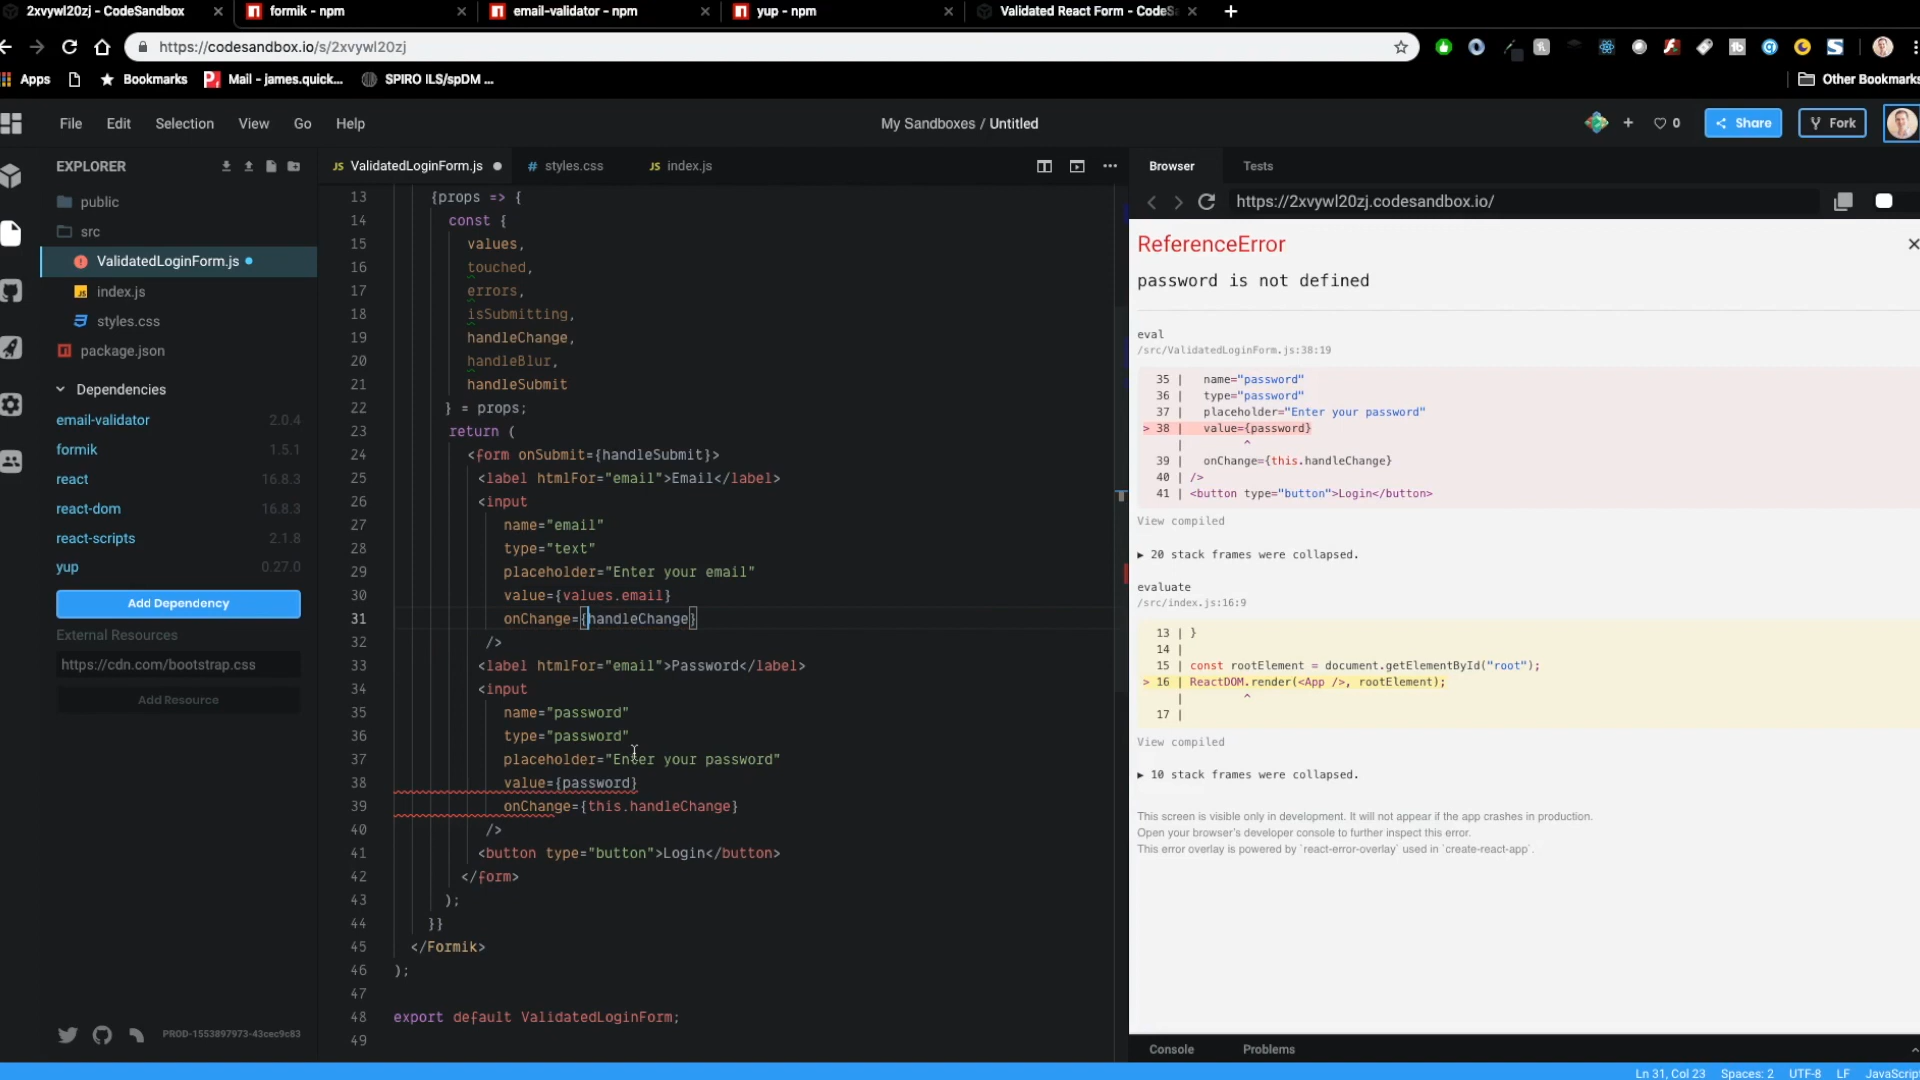 2xvywl20zj - CodeSandbox
formik - npm
email-validator - npm
yup - npm
Validated React Form - CodeS
https://codesandbox.io/s/2xvywl20zj
Apps
Bookmarks
Mail - james.quick...
SPIRO ILS/spDM ...
Other Bookmarks
File
Edit
Selection
View
Go
Help
My Sandboxes / Untitled
0
Share
Fork
EXPLORER
public
src
ValidatedLoginForm.js
index.js
styles.css
package.json
Dependencies
email-validator 2.0.4
formik 1.5.1
react 16.8.3
react-dom 16.8.3
react-scripts 2.1.8
yup 0.27.0
Add Dependency
External Resources
https://cdn.com/bootstrap.css
Add Resource
PROD-1553897973-43cec9c83
JS ValidatedLoginForm.js
# styles.css
JS index.js
13 {props => {
14 const {
15 values,
16 touched,
17 errors,
18 isSubmitting,
19 handleChange,
20 handleBlur,
21 handleSubmit
22 } = props;
23 return (
24 <form onSubmit={handleSubmit}>
25 <label htmlFor="email">Email</label>
26 <input
27 name="email"
28 type="text"
29 placeholder="Enter your email"
30 value={values.email}
31 onChange={handleChange}
32 />
33 <label htmlFor="email">Password</label>
34 <input
35 name="password"
36 type="password"
37 placeholder="Enter your password"
38 value={password}
39 onChange={this.handleChange}
40 />
41 <button type="button">Login</button>
42 </form>
43 );
44 }}
45 </Formik>
46 );
47
48 export default ValidatedLoginForm;
49
Browser
Tests
https://2xvywl20zj.codesandbox.io/
ReferenceError
password is not defined
eval
/src/ValidatedLoginForm.js:38:19
35 | name="password"
36 | type="password"
37 | placeholder="Enter your password"
> 38 | value={password}
| ^
39 | onChange={this.handleChange}
40 | />
41 | <button type="button">Login</button>
View compiled
▶ 20 stack frames were collapsed.
evaluate
/src/index.js:16:9
13 | }
14 |
15 | const rootElement = document.getElementById("root");
> 16 | ReactDOM.render(<App />, rootElement);
| ^
17 |
View compiled
▶ 10 stack frames were collapsed.
This screen is visible only in development. It will not appear if the app crashes in production.
Open your browser's developer console to further inspect this error.
This error overlay is powered by `react-error-overlay` used in `create-react-app`.
Console
Problems
Ln 31, Col 23
Spaces: 2
UTF-8
LF
JavaScript